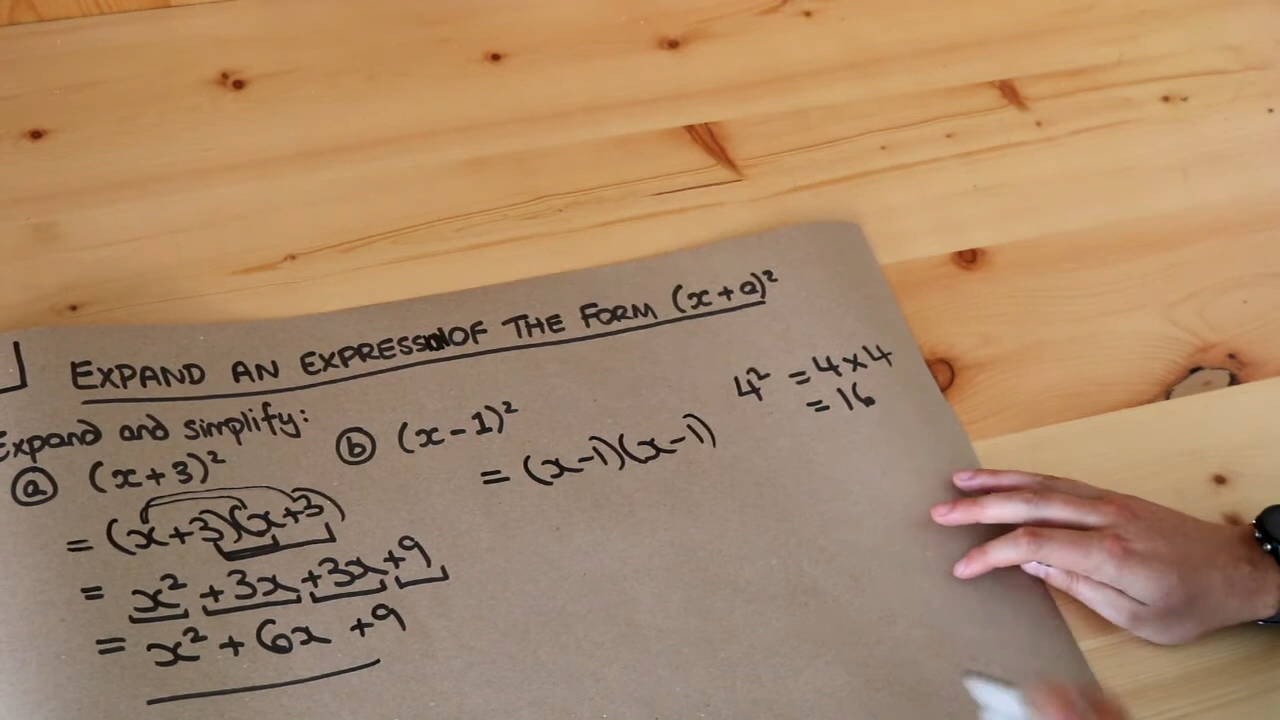 EXPAND AN EXPRESSION OF THE FORM (x+a)²
Expand and simplify:
ⓐ (x+3)²
= (x+3)(x+3)
= x² +3x +3x +9
= x² + 6x +9
ⓑ (x-1)²
= (x-1)(x-1)
4² = 4×4
= 16